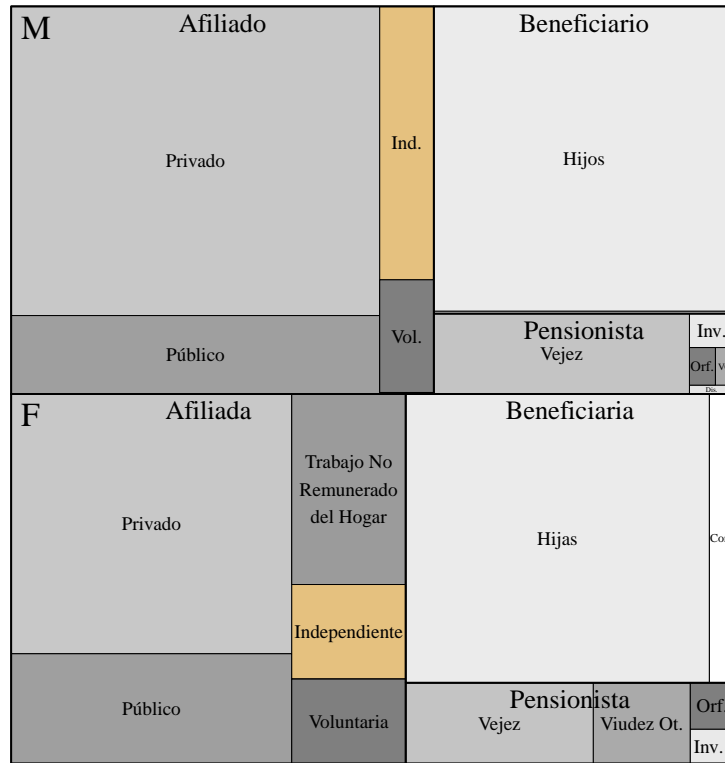 M
Afiliado
Beneficiario
Privado
Ind.
Hijos
Público
Vol.
Pensionista
Vejez
Inv.
Orf.
Dis.
F
Afiliada
Beneficiaria
Privado
Trabajo No
Remunerado
del Hogar
Hijas
Independiente
Público
Voluntaria
Pensionista
Vejez
Viudez Ot.
Orf.
Inv.